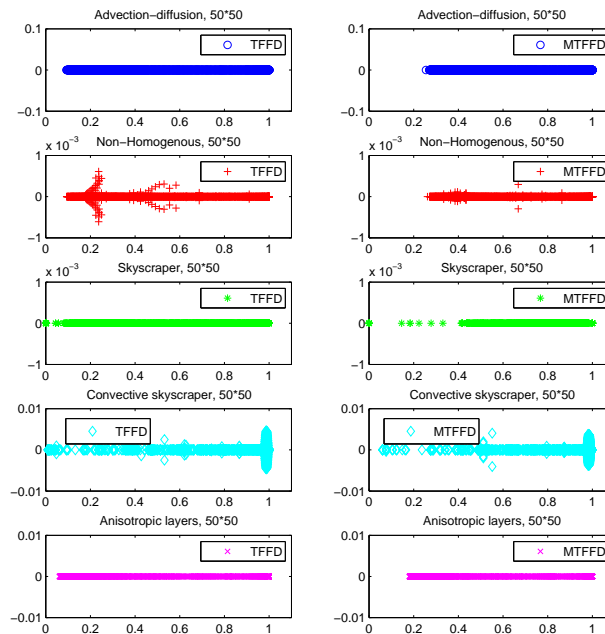 Advection−diffusion, 50*50
0.1
0
−0.1
0 0.2 0.4 0.6 0.8 1
TFFD
Advection−diffusion, 50*50
0.1
0
−0.1
0 0.2 0.4 0.6 0.8 1
MTFFD
x 10⁻³ Non−Homogenous, 50*50
1
0
−1
0 0.2 0.4 0.6 0.8 1
TFFD
x 10⁻³ Non−Homogenous, 50*50
1
0
−1
0 0.2 0.4 0.6 0.8 1
MTFFD
x 10⁻³ Skyscraper, 50*50
1
0
−1
0 0.2 0.4 0.6 0.8 1
TFFD
x 10⁻³ Skyscraper, 50*50
1
0
−1
0 0.2 0.4 0.6 0.8 1
MTFFD
Convective skyscraper, 50*50
0.01
0
−0.01
0 0.2 0.4 0.6 0.8 1
TFFD
Convective skyscraper, 50*50
0.01
0
−0.01
0 0.2 0.4 0.6 0.8 1
MTFFD
Anisotropic layers, 50*50
0.01
0
−0.01
0 0.2 0.4 0.6 0.8 1
TFFD
Anisotropic layers, 50*50
0.01
0
−0.01
0 0.2 0.4 0.6 0.8 1
MTFFD